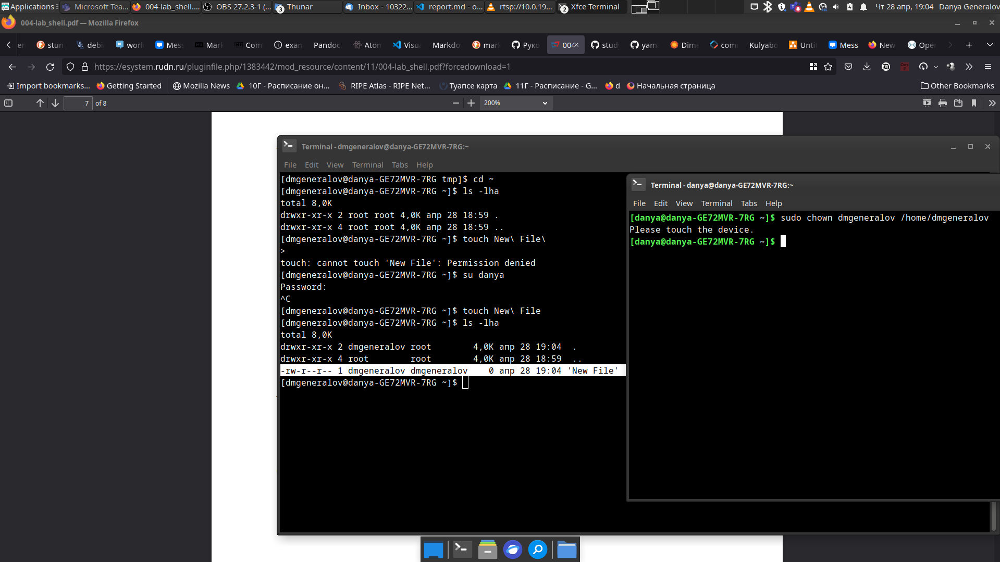 Applications
Microsoft Tea...
004-lab_shell....
OBS 27.2.3-1 (...
3 Thunar
Inbox - 10322...
report.md - o...
rtsp://10.0.19...
2 Xfce Terminal
Чт 28 апр, 19:04
Danya Generalov
004-lab_shell.pdf — Mozilla Firefox
stun
debi
worl
Mess
Mark
Com
exan
Pandoc
Atom
Visua
Markdo
mark
Руко
004
stud
yam
Dime
com
Kulyabo
Unti
Mess
New
Ope
https://esystem.rudn.ru/pluginfile.php/1383442/mod_resource/content/11/004-lab_shell.pdf?forcedownload=1
Import bookmarks...
Getting Started
Mozilla News
10Г - Расписание он...
RIPE Atlas - RIPE Net...
Туапсе карта
11Г - Расписание - G...
d
Начальная страница
Other Bookmarks
7 of 8
200%
Terminal - dmgeneralov@danya-GE72MVR-7RG:~
File Edit View Terminal Tabs Help
[dmgeneralov@danya-GE72MVR-7RG tmp]$ cd ~
[dmgeneralov@danya-GE72MVR-7RG ~]$ ls -lha
total 8,0K
drwxr-xr-x 2 root root 4,0K апр 28 18:59 .
drwxr-xr-x 4 root root 4,0K апр 28 18:59 ..
[dmgeneralov@danya-GE72MVR-7RG ~]$ touch New\ File\
>
touch: cannot touch 'New File': Permission denied
[dmgeneralov@danya-GE72MVR-7RG ~]$ su danya
Password:
^C
[dmgeneralov@danya-GE72MVR-7RG ~]$ touch New\ File
[dmgeneralov@danya-GE72MVR-7RG ~]$ ls -lha
total 8,0K
drwxr-xr-x 2 dmgeneralov root 4,0K апр 28 19:04 .
drwxr-xr-x 4 root root 4,0K апр 28 18:59 ..
-rw-r--r-- 1 dmgeneralov dmgeneralov 0 апр 28 19:04 'New File'
[dmgeneralov@danya-GE72MVR-7RG ~]$
Terminal - danya@danya-GE72MVR-7RG:~
File Edit View Terminal Tabs Help
[danya@danya-GE72MVR-7RG ~]$ sudo chown dmgeneralov /home/dmgeneralov
Please touch the device.
[danya@danya-GE72MVR-7RG ~]$